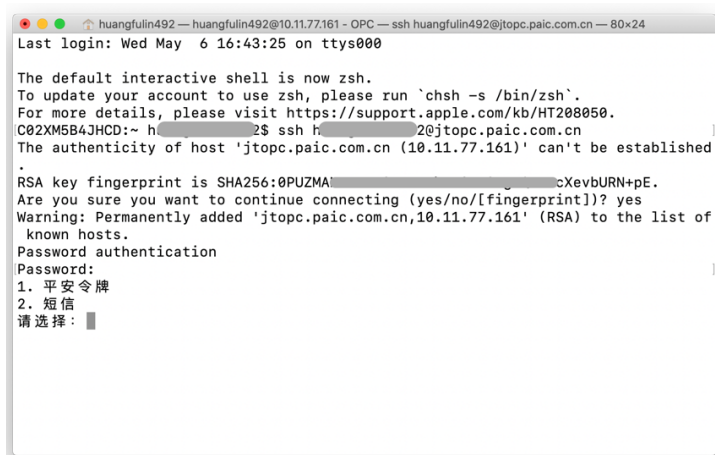 huangfulin492 — huangfulin492@10.11.77.161 - OPC — ssh huangfulin492@jtopc.paic.com.cn — 80×24
Last login: Wed May  6 16:43:25 on ttys000
The default interactive shell is now zsh.
To update your account to use zsh, please run `chsh -s /bin/zsh`.
For more details, please visit https://support.apple.com/kb/HT208050.
[C02XM5B4JHCD:~ h 2$ ssh h 2@jtopc.paic.com.cn ]
The authenticity of host 'jtopc.paic.com.cn (10.11.77.161)' can't be established
.
RSA key fingerprint is SHA256:0PUZMA cXevbURN+pE.
Are you sure you want to continue connecting (yes/no/[fingerprint])? yes
Warning: Permanently added 'jtopc.paic.com.cn,10.11.77.161' (RSA) to the list of
 known hosts.
Password authentication
[Password: ]
1. 平安令牌
2. 短信
请选择：